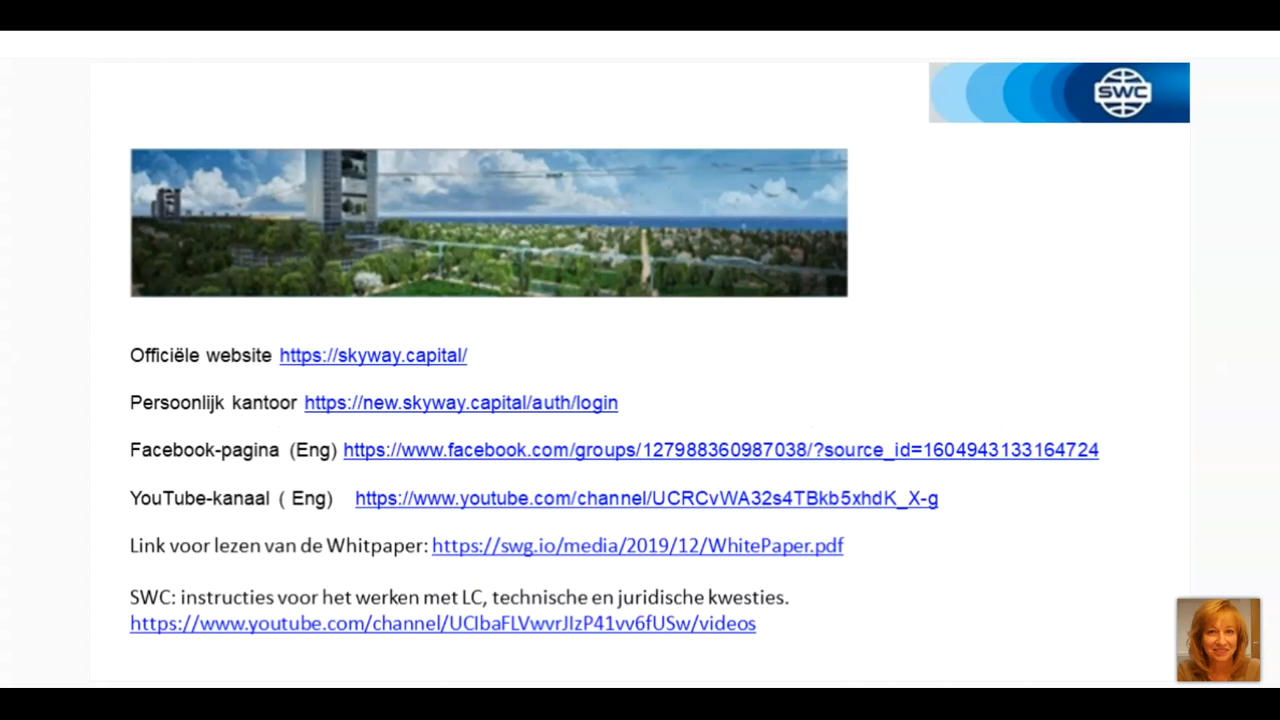 SWC
Officiële website https://skyway.capital/
Persoonlijk kantoor https://new.skyway.capital/auth/login
Facebook-pagina (Eng) https://www.facebook.com/groups/127988360987038/?source_id=1604943133164724
YouTube-kanaal ( Eng) https://www.youtube.com/channel/UCRCvWA32s4TBkb5xhdK_X-g
Link voor lezen van de Whitpaper: https://swg.io/media/2019/12/WhitePaper.pdf
SWC: instructies voor het werken met LC, technische en juridische kwesties.
https://www.youtube.com/channel/UCIbaFLVwvrJIzP41vv6fUSw/videos